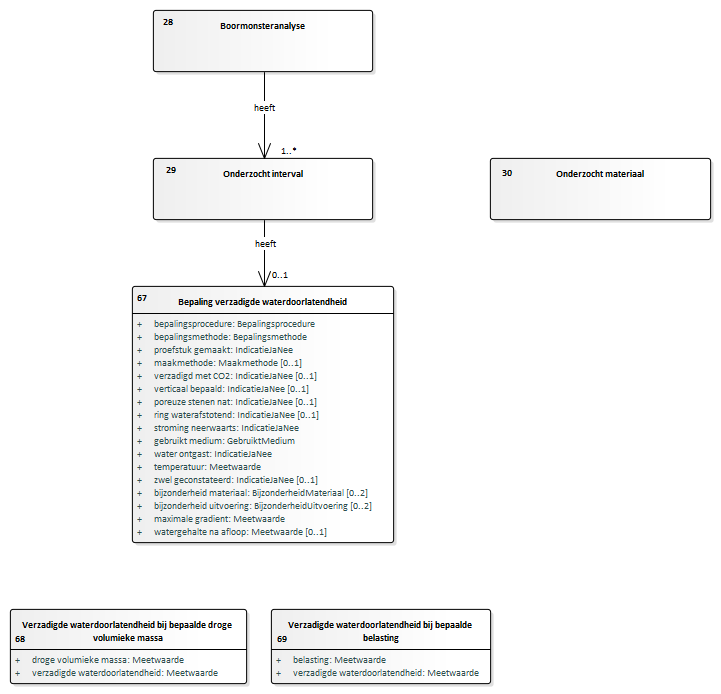 28
Boormonsteranalyse
heeft
1..*
29
Onderzocht interval
30
Onderzocht materiaal
heeft
0..1
67
Bepaling verzadigde waterdoorlatendheid
+ bepalingsprocedure: Bepalingsprocedure
+ bepalingsmethode: Bepalingsmethode
+ proefstuk gemaakt: IndicatieJaNee
+ maakmethode: Maakmethode [0..1]
+ verzadigd met CO2: IndicatieJaNee [0..1]
+ verticaal bepaald: IndicatieJaNee [0..1]
+ poreuze stenen nat: IndicatieJaNee [0..1]
+ ring waterafstotend: IndicatieJaNee [0..1]
+ stroming neerwaarts: IndicatieJaNee
+ gebruikt medium: GebruiktMedium
+ water ontgast: IndicatieJaNee
+ temperatuur: Meetwaarde
+ zwel geconstateerd: IndicatieJaNee [0..1]
+ bijzonderheid materiaal: BijzonderheidMateriaal [0..2]
+ bijzonderheid uitvoering: BijzonderheidUitvoering [0..2]
+ maximale gradient: Meetwaarde
+ watergehalte na afloop: Meetwaarde [0..1]
Verzadigde waterdoorlatendheid bij bepaalde droge
68 volumieke massa
+ droge volumieke massa: Meetwaarde
+ verzadigde waterdoorlatendheid: Meetwaarde
Verzadigde waterdoorlatendheid bij bepaalde
69 belasting
+ belasting: Meetwaarde
+ verzadigde waterdoorlatendheid: Meetwaarde